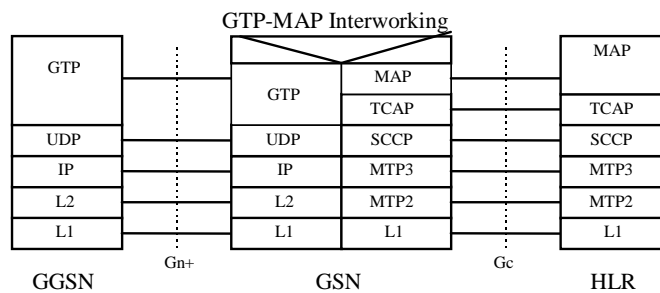 GTP-MAP Interworking
GTP
MAP
MAP
GTP
TCAP
TCAP
UDP
UDP
SCCP
SCCP
IP
IP
MTP3
MTP3
L2
L2
MTP2
MTP2
L1
L1
L1
L1
Gn+
Gc
GGSN
GSN
HLR